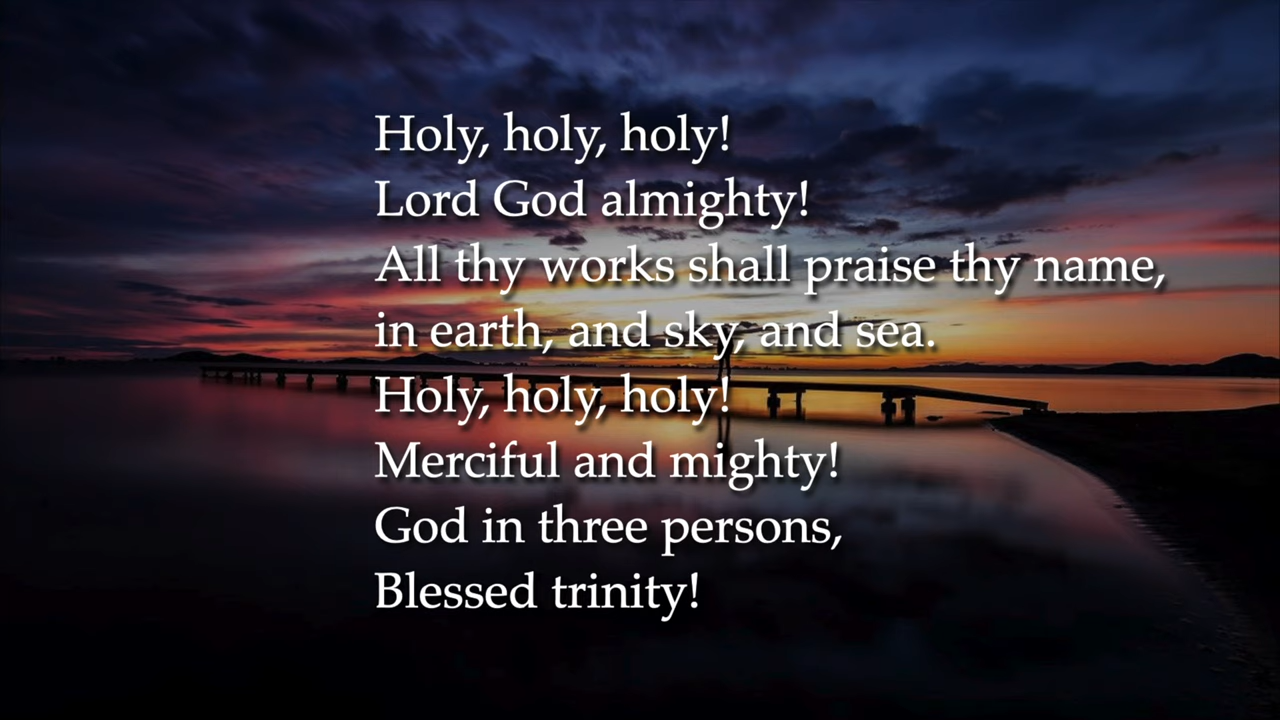 Holy, holy, holy!
Lord God almighty!
All thy works shall praise thy name,
in earth, and sky, and sea.
Holy, holy, holy!
Merciful and mighty!
God in three persons,
Blessed trinity!